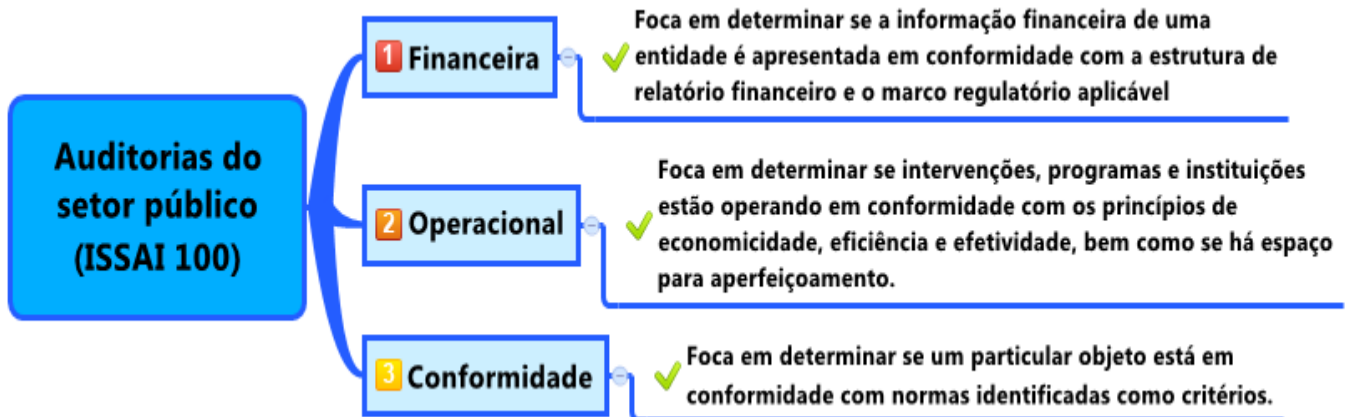 Auditorias do
setor público
(ISSAI 100)
1 Financeira
Foca em determinar se a informação financeira de uma
entidade é apresentada em conformidade com a estrutura de
relatório financeiro e o marco regulatório aplicável
2 Operacional
Foca em determinar se intervenções, programas e instituições
estão operando em conformidade com os princípios de
economicidade, eficiência e efetividade, bem como se há espaço
para aperfeiçoamento.
3 Conformidade
Foca em determinar se um particular objeto está em
conformidade com normas identificadas como critérios.